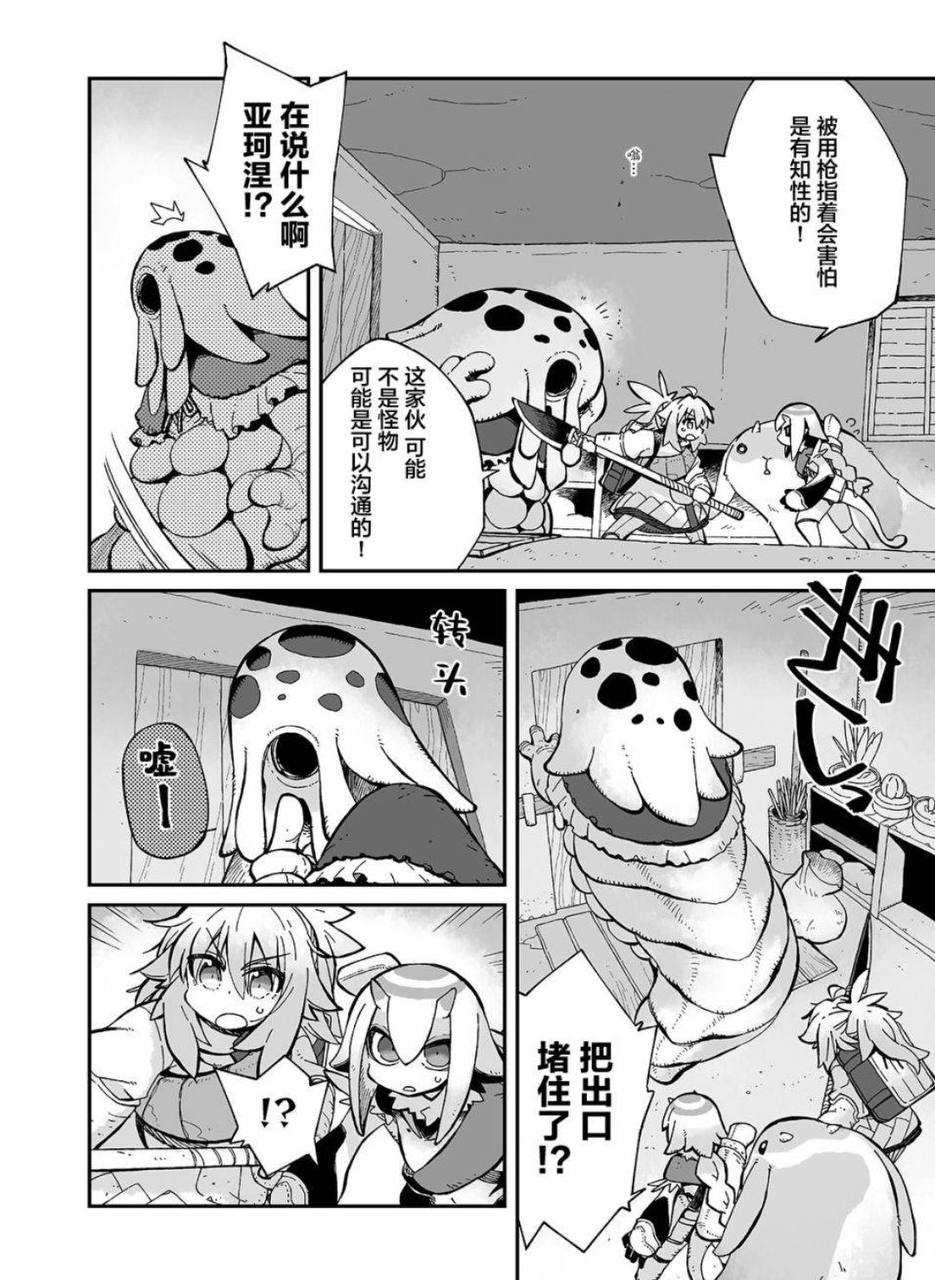 被用枪指着会害怕
是有知性的！
这家伙 可能
不是怪物
可能是可以沟通的！
在说什么啊
亚珂涅!?
把出口
堵住了!?
转头
嘘ー
!?